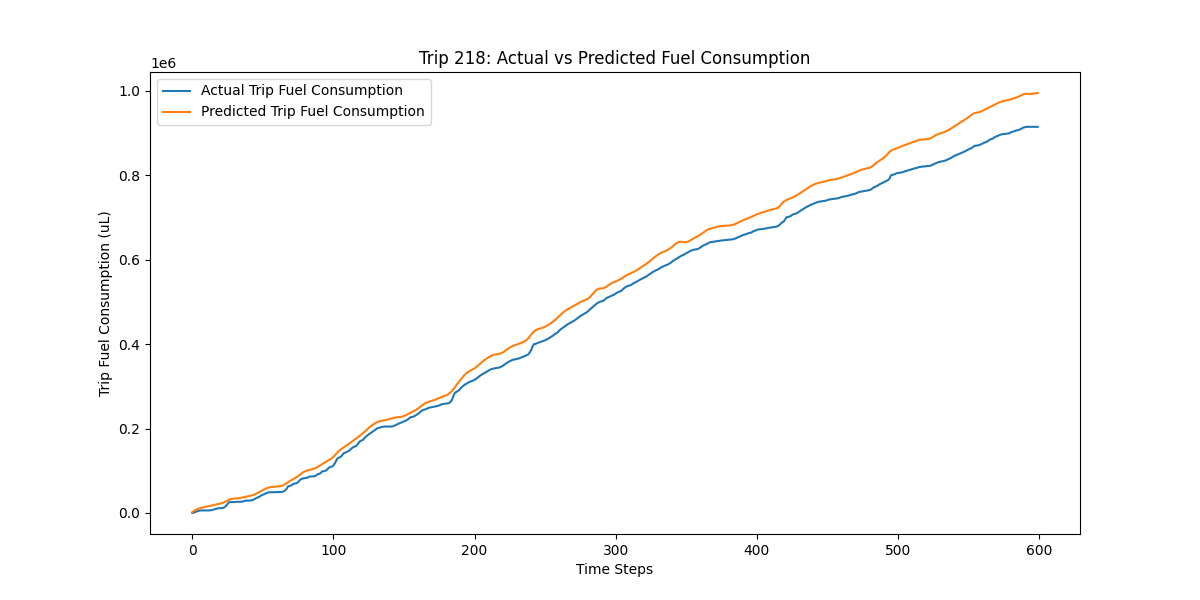 Trip 218: Actual vs Predicted Fuel Consumption
1e6
Actual Trip Fuel Consumption
Predicted Trip Fuel Consumption
1.0
0.8
0.6
0.4
0.2
0.0
Trip Fuel Consumption (uL)
0 100 200 300 400 500 600
Time Steps